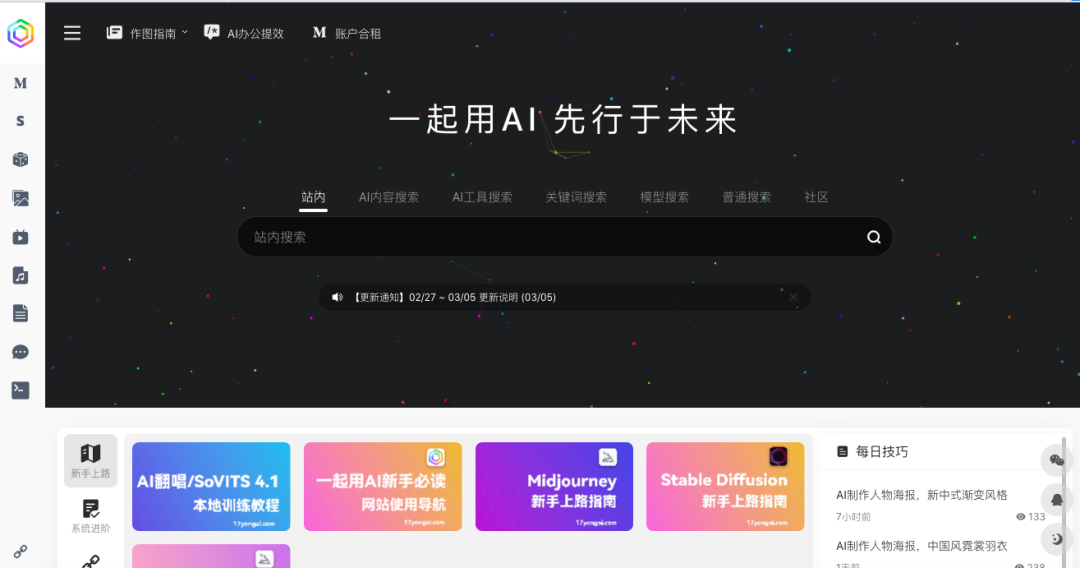 作图指南
AI办公提效
M 账户合租
M
S
一起用AI 先行于未来
站内
AI内容搜索
AI工具搜索
关键词搜索
模型搜索
普通搜索
社区
站内搜索
【更新通知】02/27 ~ 03/05 更新说明 (03/05)
新手上路
系统进阶
AI翻唱/SoVITS 4.1
本地训练教程
17yongai.com
一起用AI新手必读
网站使用导航
17yongai.com
Midjourney
新手上路指南
17yongai.com
Stable Diffusion
新手上路指南
17yongai.com
每日技巧
AI制作人物海报，新中式渐变风格
7小时前
133
AI制作人物海报，中国风霓裳羽衣
1天前
238